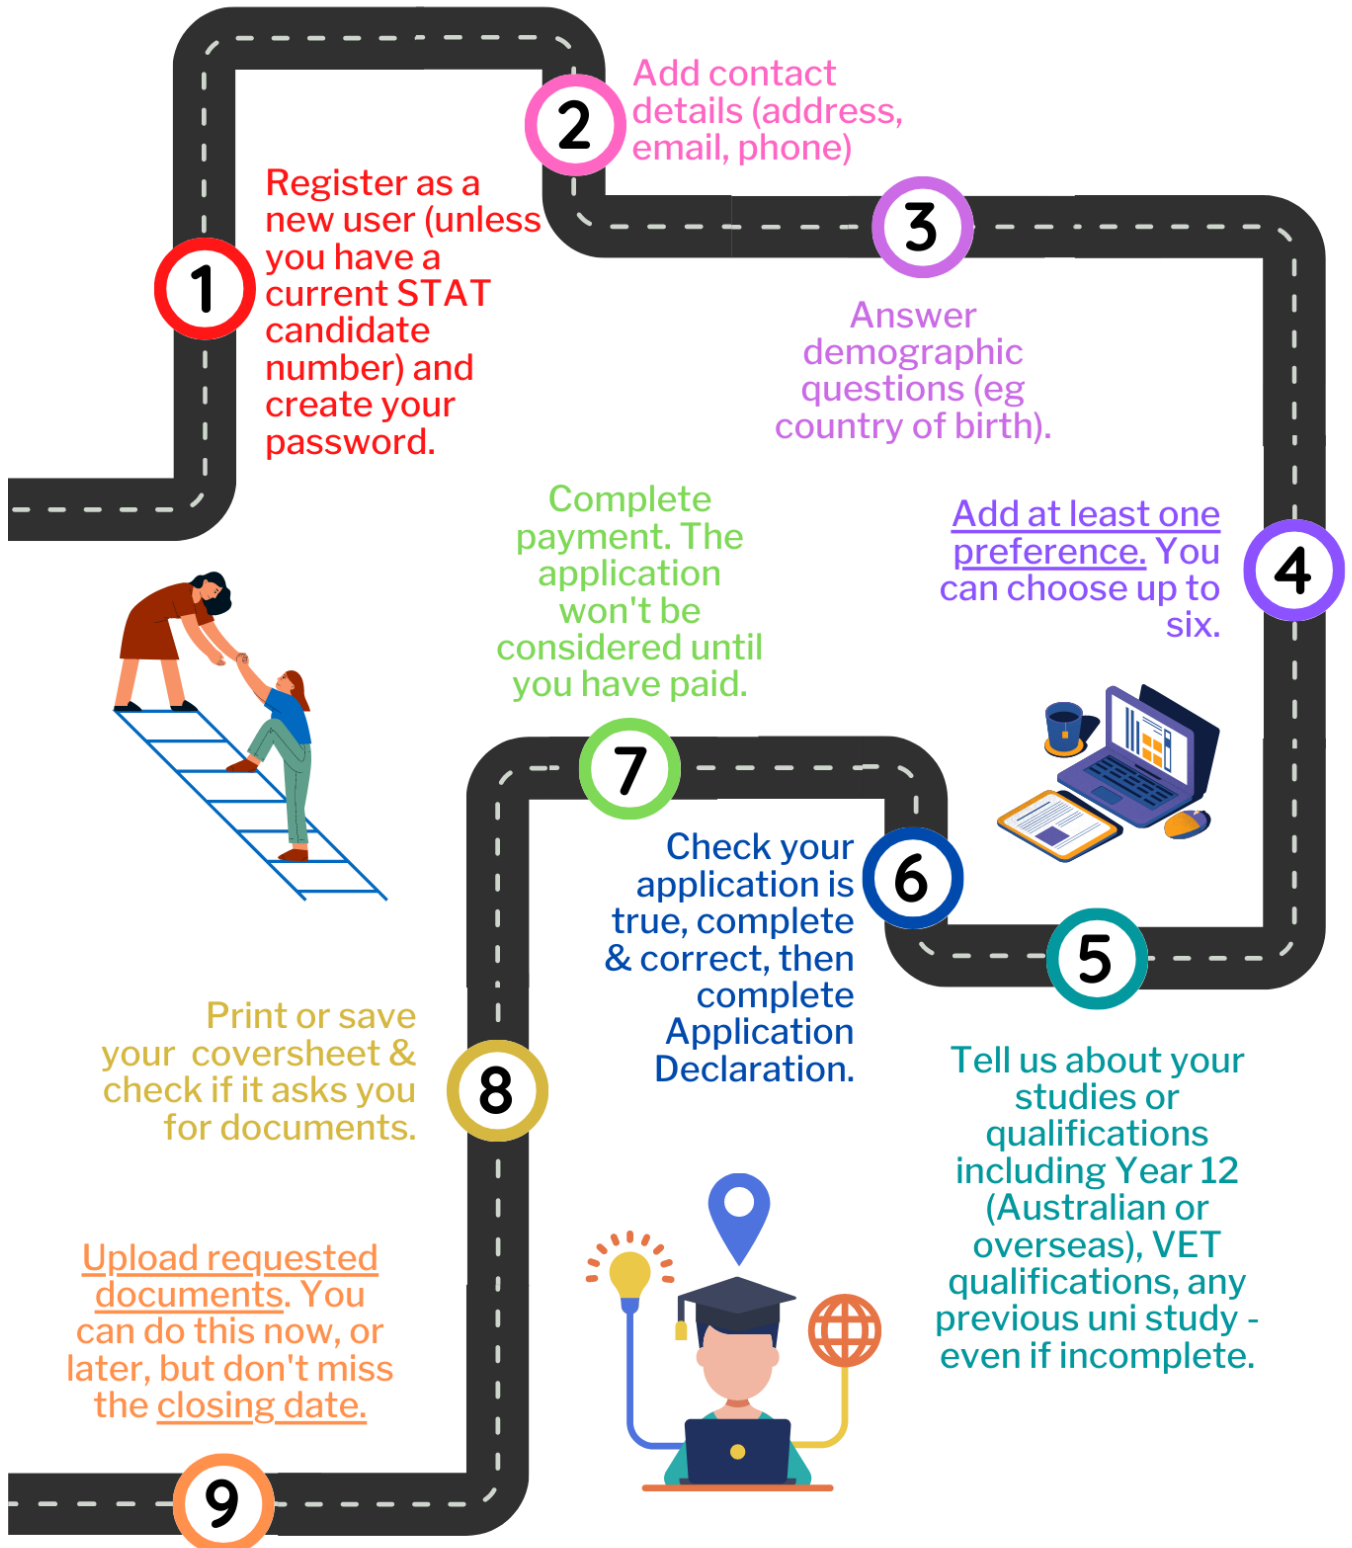 1
Register as a
new user (unless
you have a
current STAT
candidate
number) and
create your
password.
2
Add contact
details (address,
email, phone)
3
Answer
demographic
questions (eg
country of birth).
4
Add at least one
preference. You
can choose up to
six.
5
Tell us about your
studies or
qualifications
including Year 12
(Australian or
overseas), VET
qualifications, any
previous uni study -
even if incomplete.
6
Check your
application is
true, complete
& correct, then
complete
Application
Declaration.
7
Complete
payment. The
application
won't be
considered until
you have paid.
8
Print or save
your  coversheet &
check if it asks you
for documents.
9
Upload requested
documents. You
can do this now, or
later, but don't miss
the closing date.